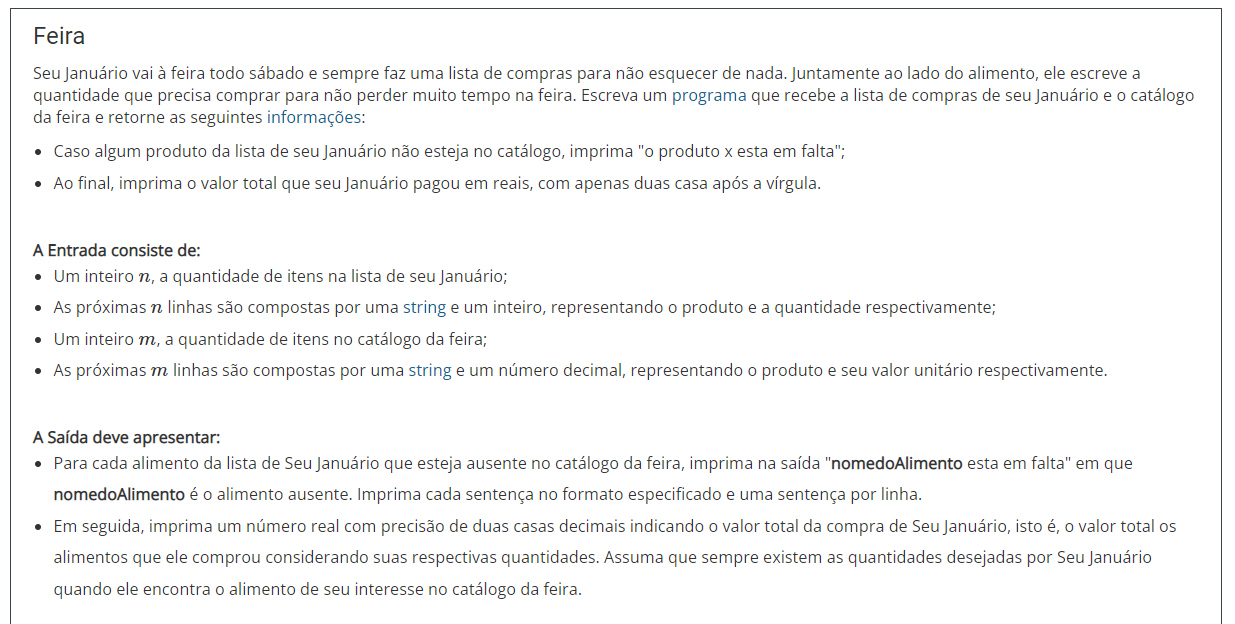 Feira
Seu Januário vai à feira todo sábado e sempre faz uma lista de compras para não esquecer de nada. Juntamente ao lado do alimento, ele escreve a
quantidade que precisa comprar para não perder muito tempo na feira. Escreva um programa que recebe a lista de compras de seu Januário e o catálogo
da feira e retorne as seguintes informações:
• Caso algum produto da lista de seu Januário não esteja no catálogo, imprima "o produto x esta em falta";
• Ao final, imprima o valor total que seu Januário pagou em reais, com apenas duas casa após a vírgula.
A Entrada consiste de:
• Um inteiro n, a quantidade de itens na lista de seu Januário;
• As próximas n linhas são compostas por uma string e um inteiro, representando o produto e a quantidade respectivamente;
• Um inteiro m, a quantidade de itens no catálogo da feira;
• As próximas m linhas são compostas por uma string e um número decimal, representando o produto e seu valor unitário respectivamente.
A Saída deve apresentar:
• Para cada alimento da lista de Seu Januário que esteja ausente no catálogo da feira, imprima na saída "nomedoAlimento esta em falta" em que
nomedoAlimento é o alimento ausente. Imprima cada sentença no formato especificado e uma sentença por linha.
• Em seguida, imprima um número real com precisão de duas casas decimais indicando o valor total da compra de Seu Januário, isto é, o valor total os
alimentos que ele comprou considerando suas respectivas quantidades. Assuma que sempre existem as quantidades desejadas por Seu Januário
quando ele encontra o alimento de seu interesse no catálogo da feira.